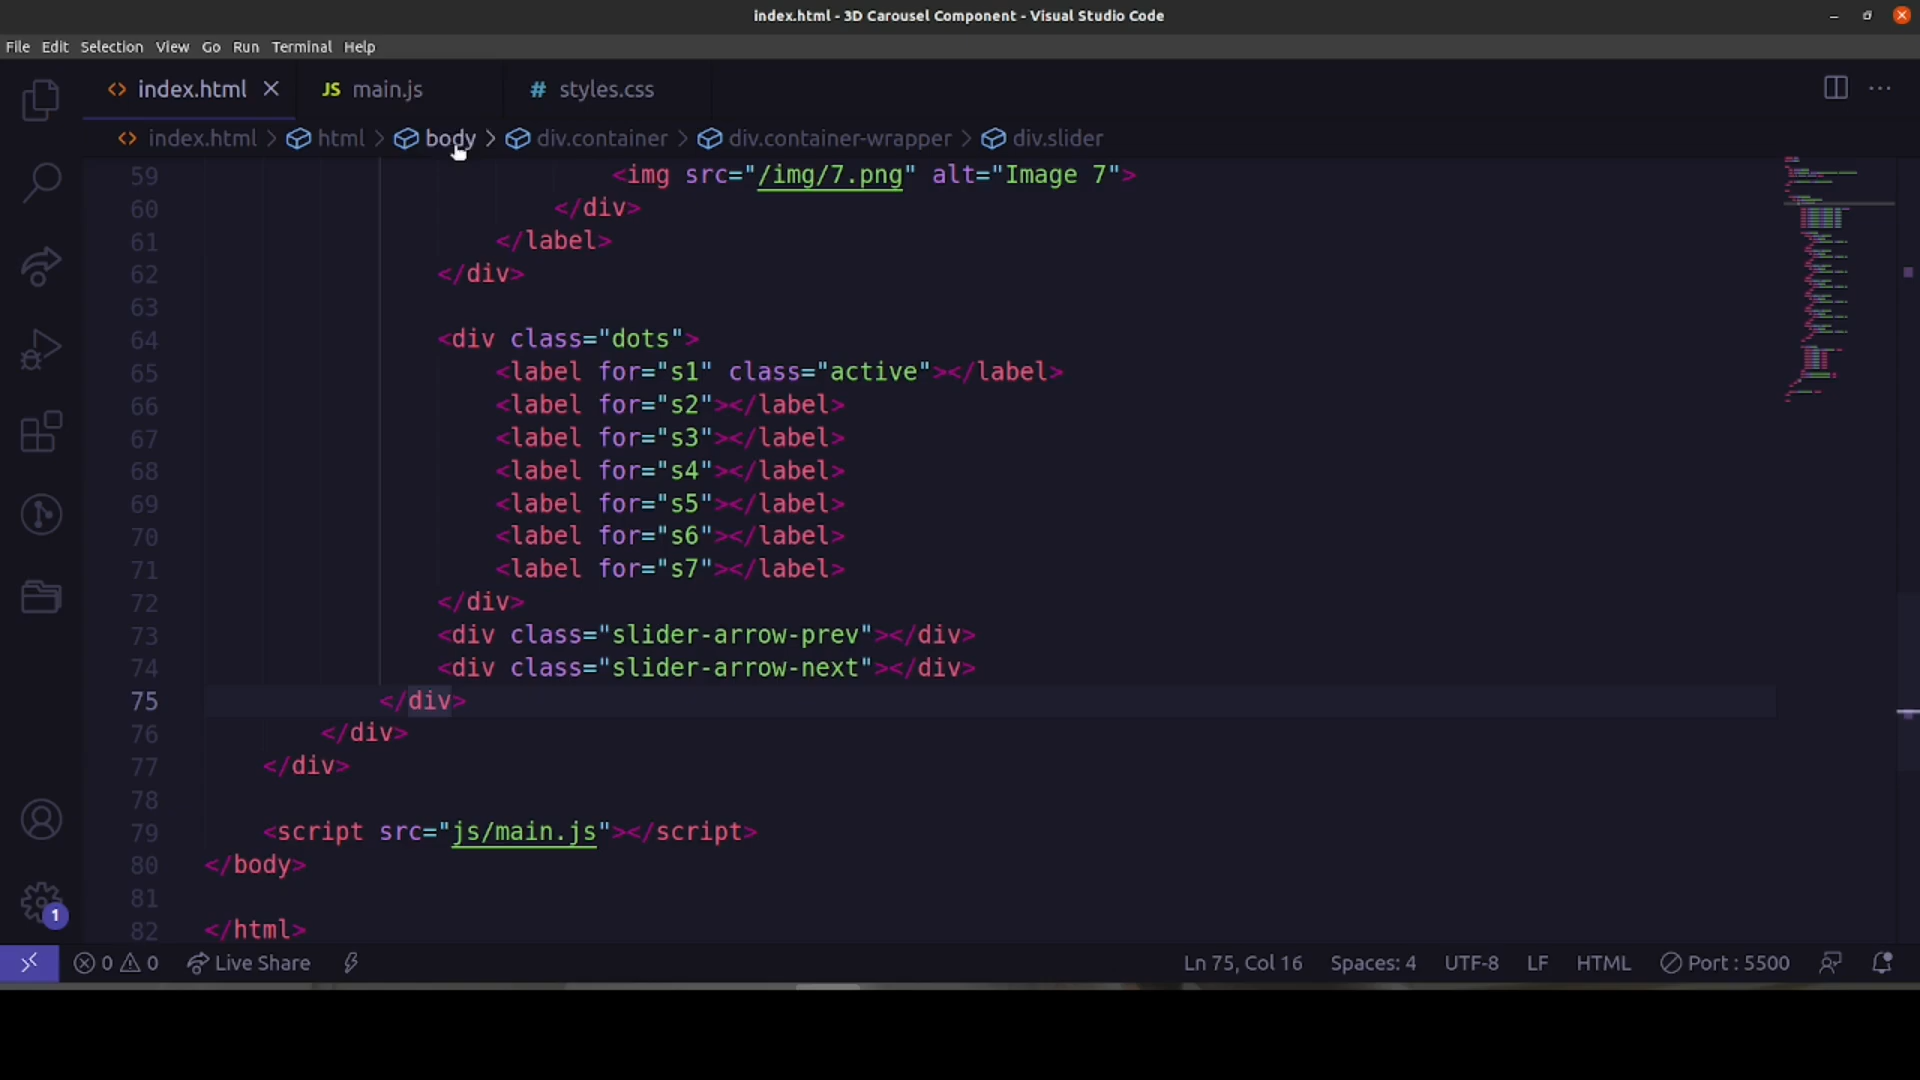 index.html - 3D Carousel Component - Visual Studio Code
File Edit Selection View Go Run Terminal Help
<> index.html × JS main.js # styles.css
<> index.html > html > body > div.container > div.container-wrapper > div.slider
59 <img src="/img/7.png" alt="Image 7">
60 </div>
61 </label>
62 </div>
63
64 <div class="dots">
65 <label for="s1" class="active"></label>
66 <label for="s2"></label>
67 <label for="s3"></label>
68 <label for="s4"></label>
69 <label for="s5"></label>
70 <label for="s6"></label>
71 <label for="s7"></label>
72 </div>
73 <div class="slider-arrow-prev"></div>
74 <div class="slider-arrow-next"></div>
75 </div>
76 </div>
77 </div>
78
79 <script src="js/main.js"></script>
80 </body>
81
82 </html>
1
0 0 Live Share Ln 75, Col 16 Spaces: 4 UTF-8 LF HTML Port : 5500